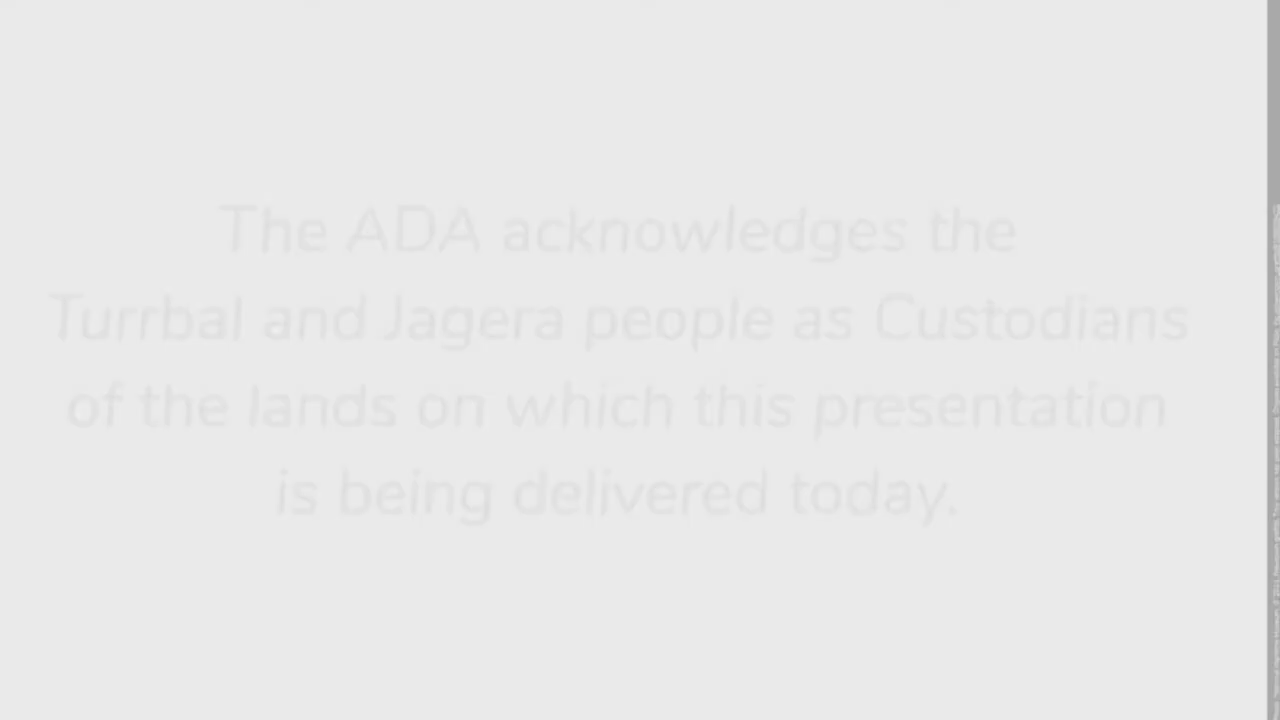 The ADA acknowledges the
Turrbal and Jagera people as Custodians
of the lands on which this presentation
is being delivered today.